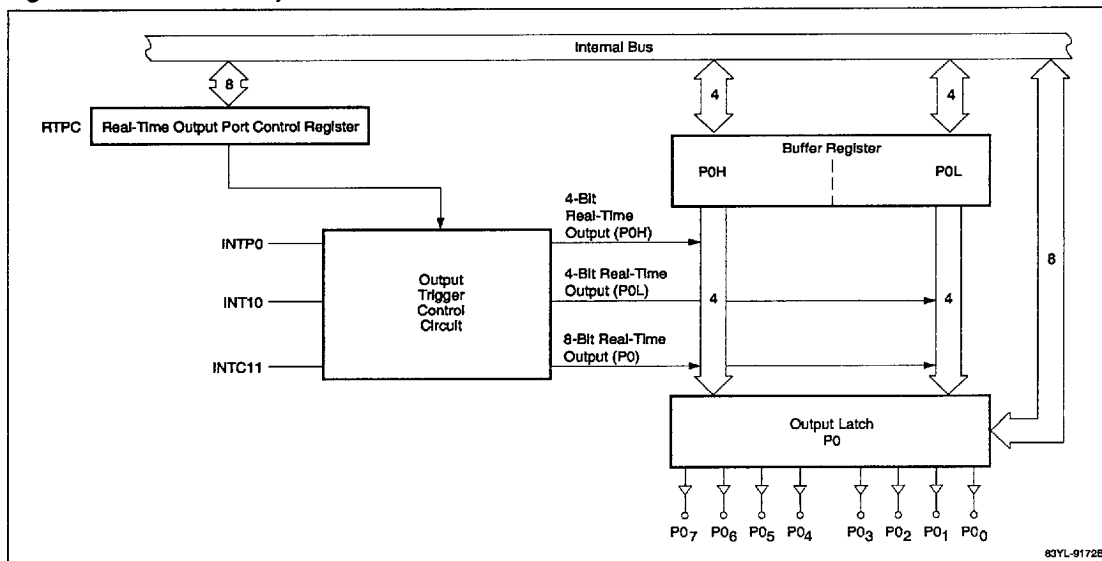 Internal Bus
8
4
4
RTPC
Real-Time Output Port Control Register
Buffer Register
P0H
P0L
8
4-Bit
Real-Time
Output (P0H)
INTP0
Output
Trigger
Control
Circuit
4-Bit Real-Time
Output (P0L)
4
4
INT10
8-Bit Real-Time
Output (P0)
INTC11
Output Latch
P0
P0₇ P0₆ P0₅ P0₄ P0₃ P0₂ P0₁ P0₀
83YL-9172B